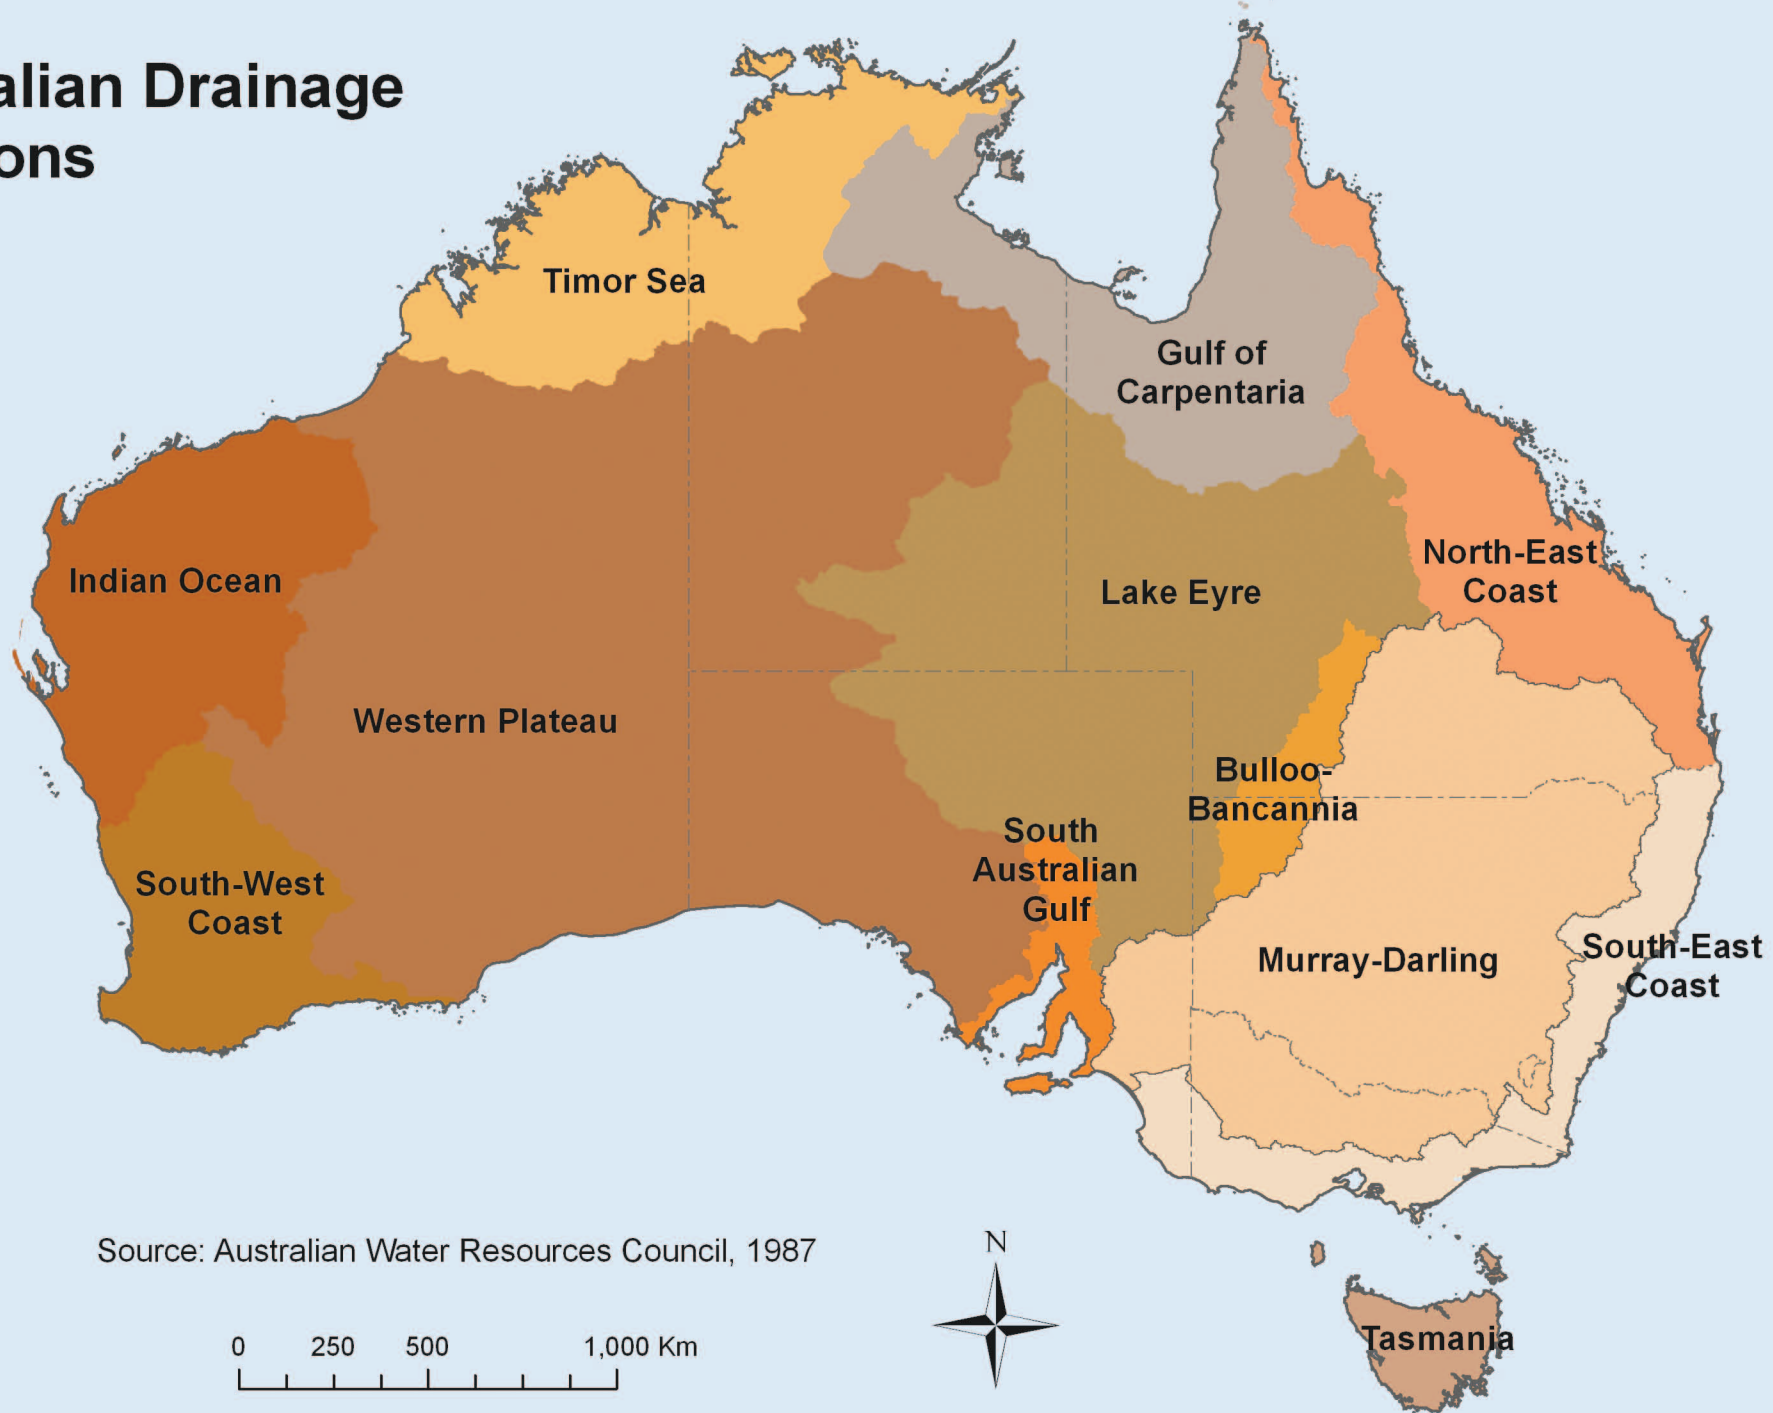 alian Drainage
ons
Timor Sea
Gulf of
Carpentaria
North-East
Coast
Indian Ocean
Lake Eyre
Western Plateau
Bulloo-
Bancannia
South
Australian
Gulf
South-West
Coast
Murray-Darling
South-East
Coast
Source: Australian Water Resources Council, 1987
N
0 250 500 1,000 Km
Tasmania